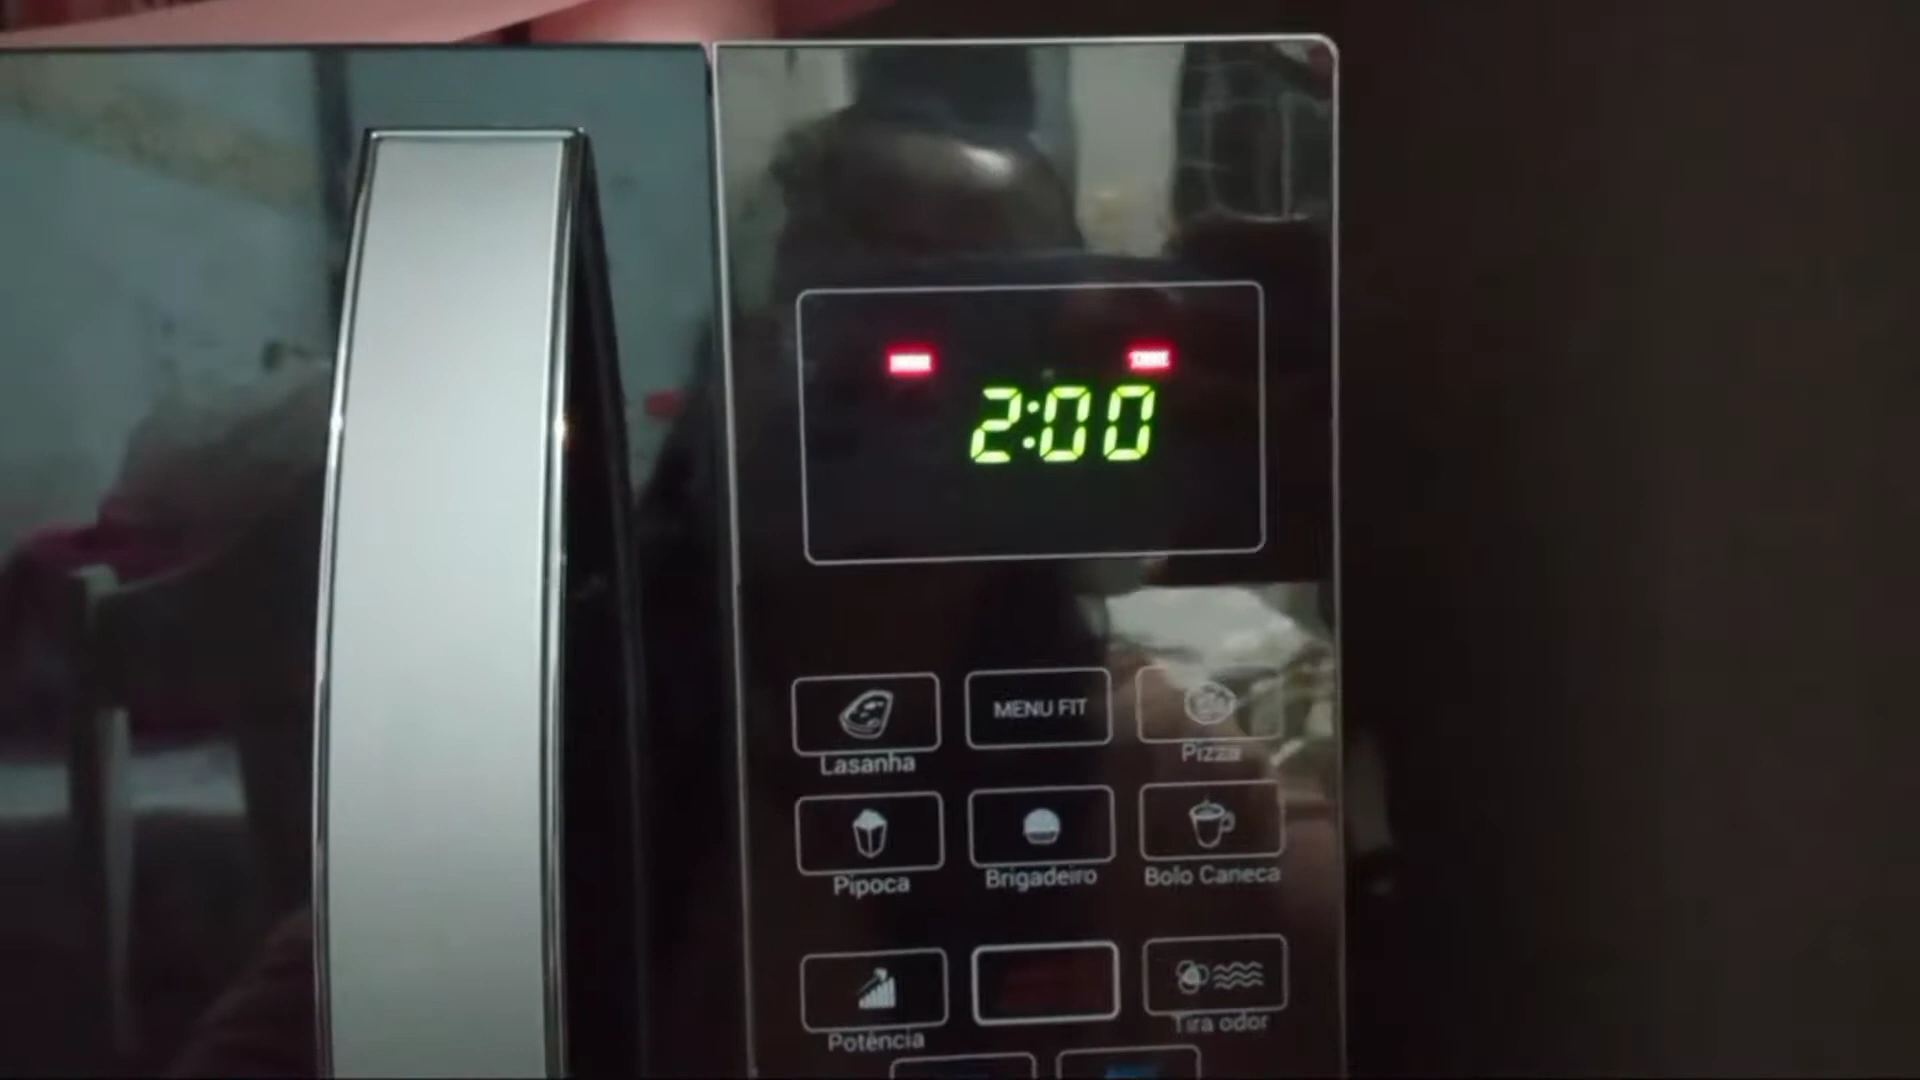 2:00
MENU FIT
Lasanha
Pizza
Pipoca
Brigadeiro
Bolo Caneca
Potência
Tira odor